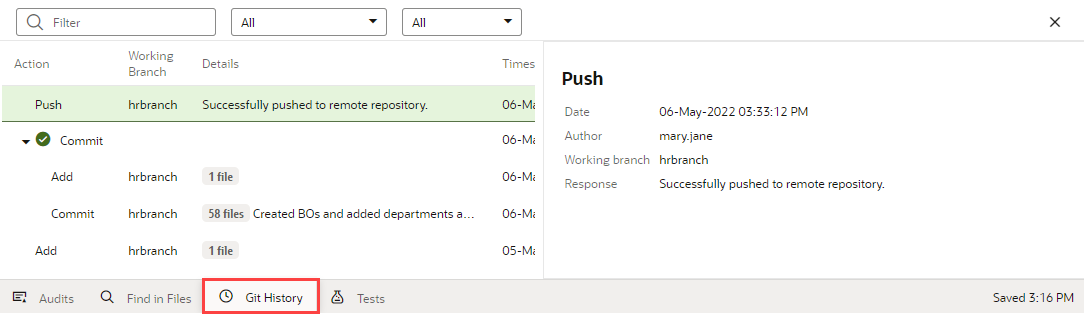 Filter All All
Action Working Branch Details Times
Push hrbranch Successfully pushed to remote repository. 06-Ma
Commit 06-Ma
Add hrbranch 1 file 06-Ma
Commit hrbranch 58 files Created BOs and added departments a... 06-Ma
Add hrbranch 1 file 05-Ma
Push
Date 06-May-2022 03:33:12 PM
Author mary.jane
Working branch hrbranch
Response Successfully pushed to remote repository.
Audits Find in Files Git History Tests Saved 3:16 PM